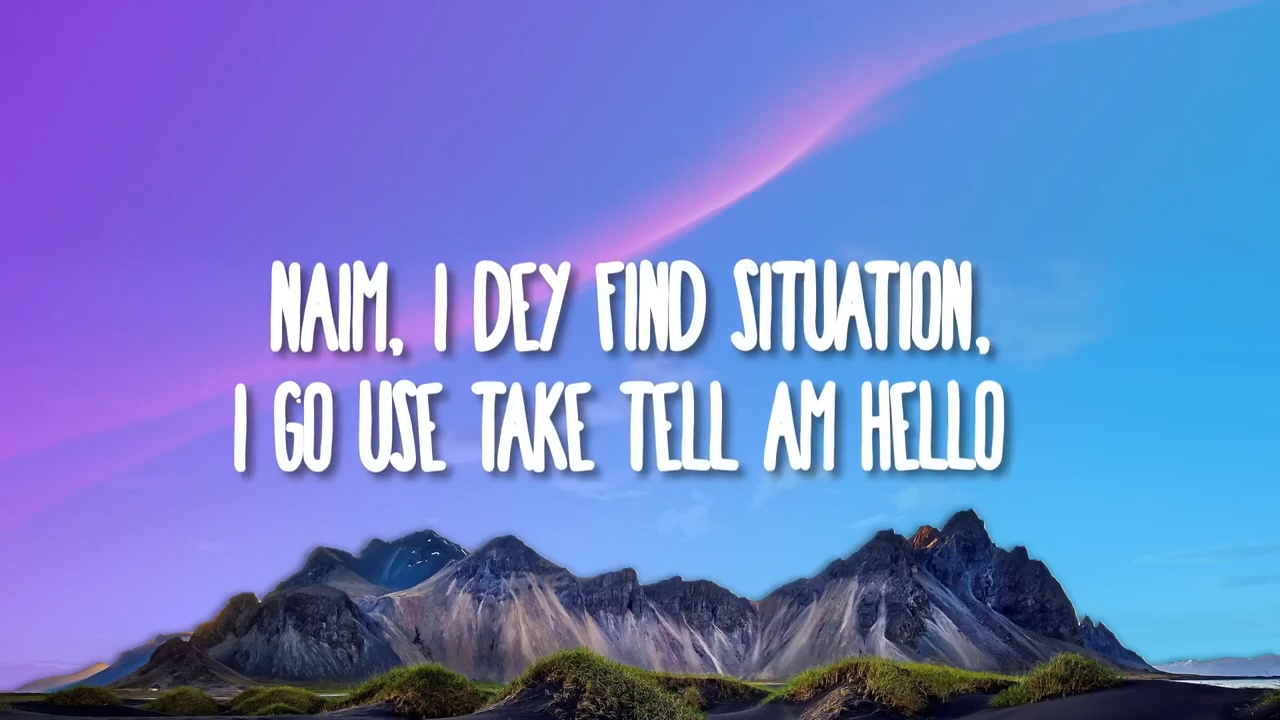 NAIM, I DEY FIND SITUATION,
I GO USE TAKE TELL AM HELLO